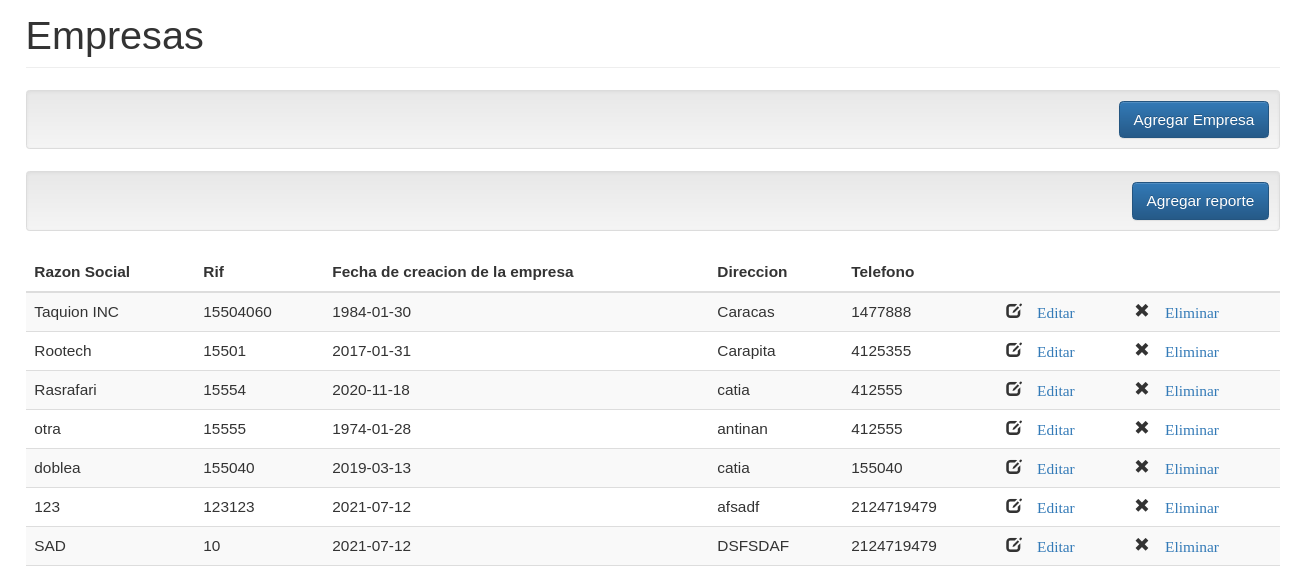 Empresas
Agregar Empresa
Agregar reporte
Razon Social Rif Fecha de creacion de la empresa Direccion Telefono
Taquion INC 15504060 1984-01-30 Caracas 1477888 Editar Eliminar
Rootech 15501 2017-01-31 Carapita 4125355 Editar Eliminar
Rasrafari 15554 2020-11-18 catia 412555 Editar Eliminar
otra 15555 1974-01-28 antinan 412555 Editar Eliminar
doblea 155040 2019-03-13 catia 155040 Editar Eliminar
123 123123 2021-07-12 afsadf 2124719479 Editar Eliminar
SAD 10 2021-07-12 DSFSDAF 2124719479 Editar Eliminar